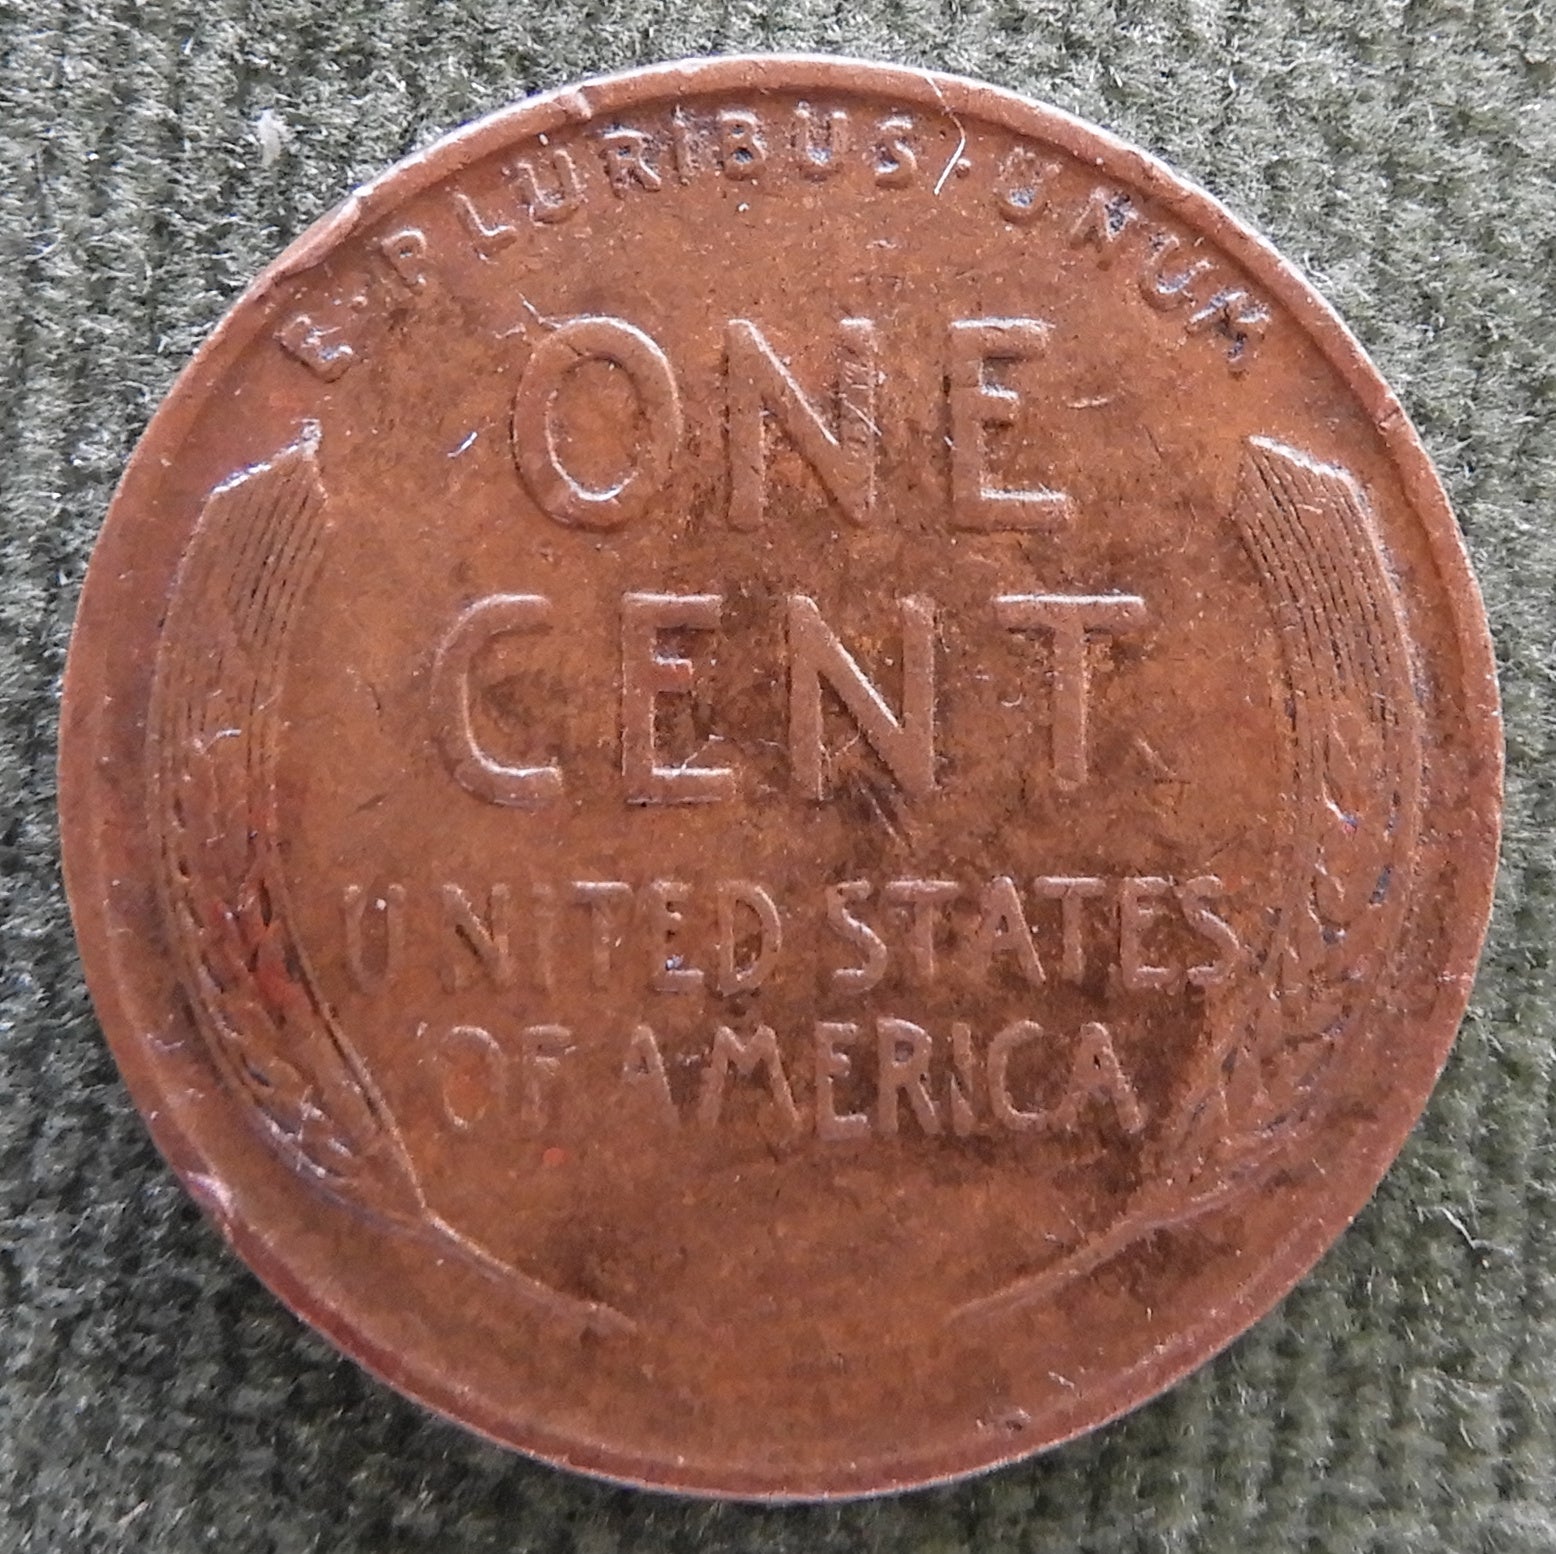 E·PLURIBUS·UNUM
ONE
CENT
UNITED STATES
OF AMERICA